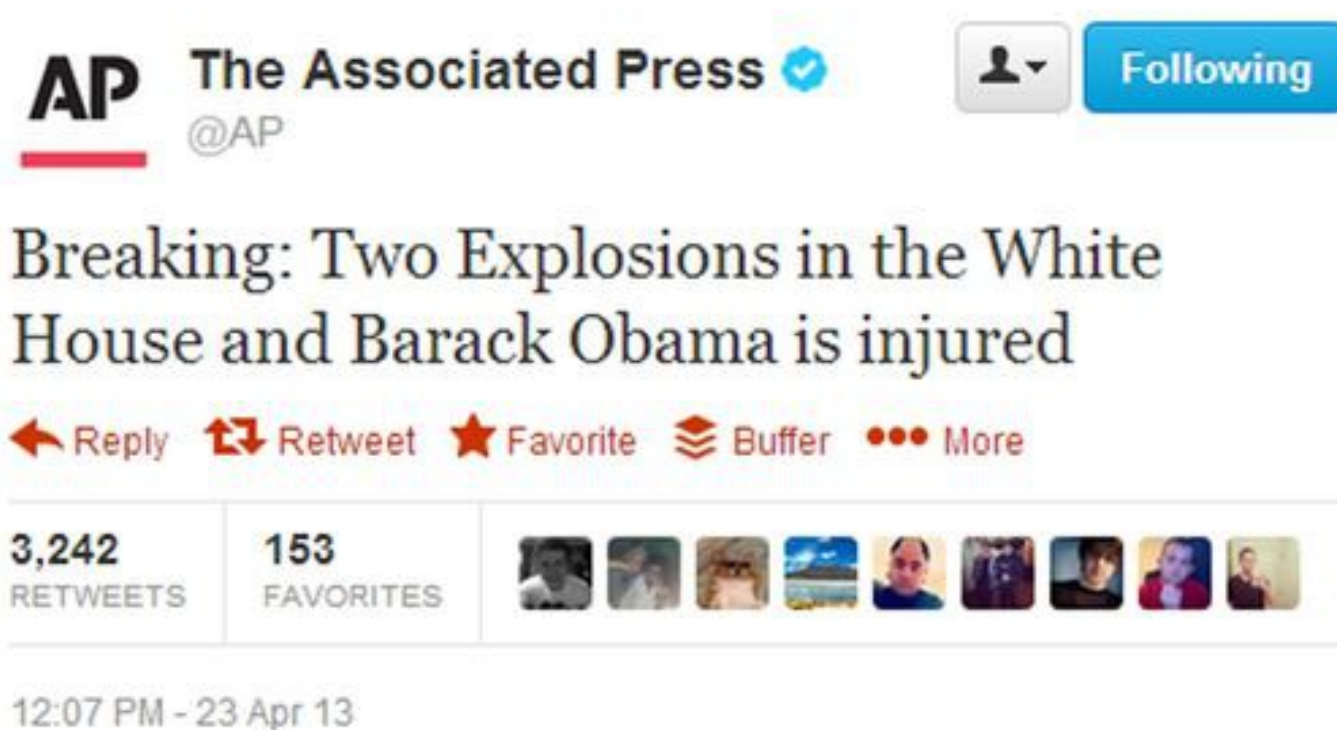 AP
The Associated Press
Following
@AP
Breaking: Two Explosions in the White
House and Barack Obama is injured
Reply Retweet Favorite Buffer More
3,242 153
RETWEETS FAVORITES
12:07 PM - 23 Apr 13